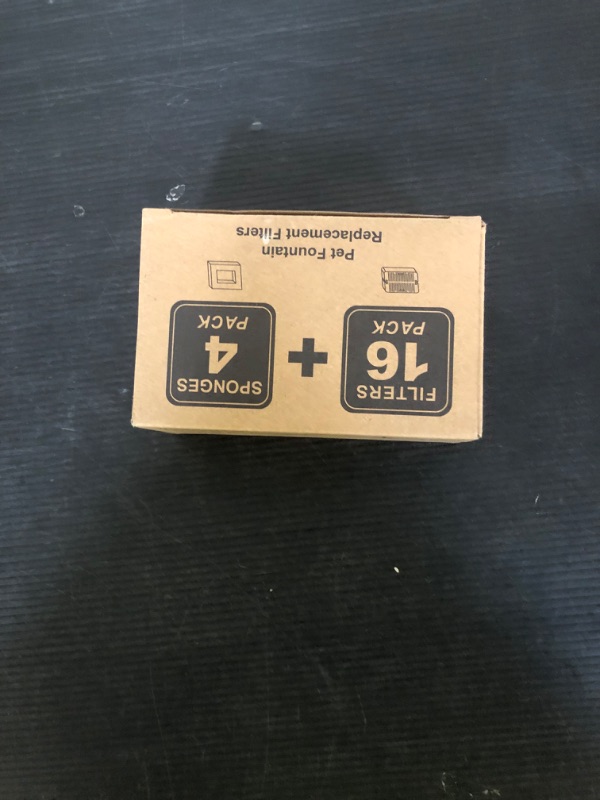 FILTERS
16
PACK
+
SPONGES
4
PACK
Pet Fountain
Replacement Filters